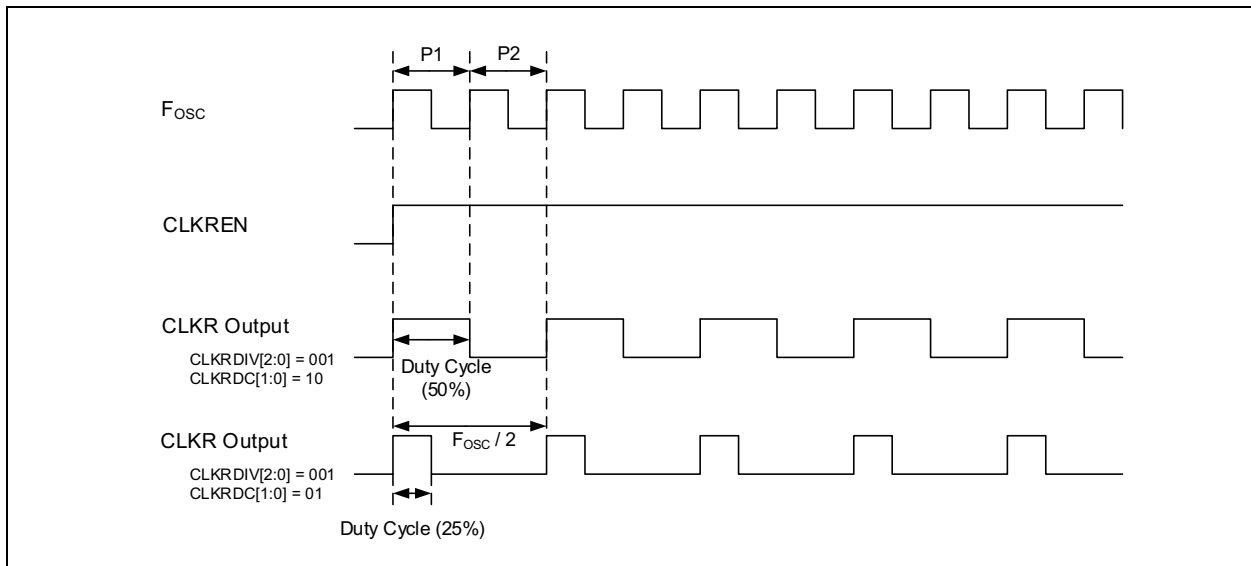 P1 P2
FOSC
CLKREN
CLKR Output
CLKRDIV[2:0] = 001
CLKRDC[1:0] = 10
Duty Cycle
(50%)
FOSC / 2
CLKR Output
CLKRDIV[2:0] = 001
CLKRDC[1:0] = 01
Duty Cycle (25%)